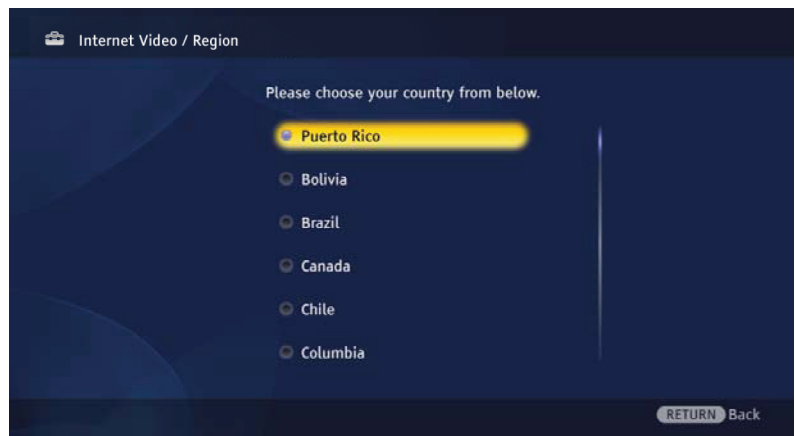 Internet Video / Region
Please choose your country from below.
Puerto Rico
Bolivia
Brazil
Canada
Chile
Columbia
RETURN Back